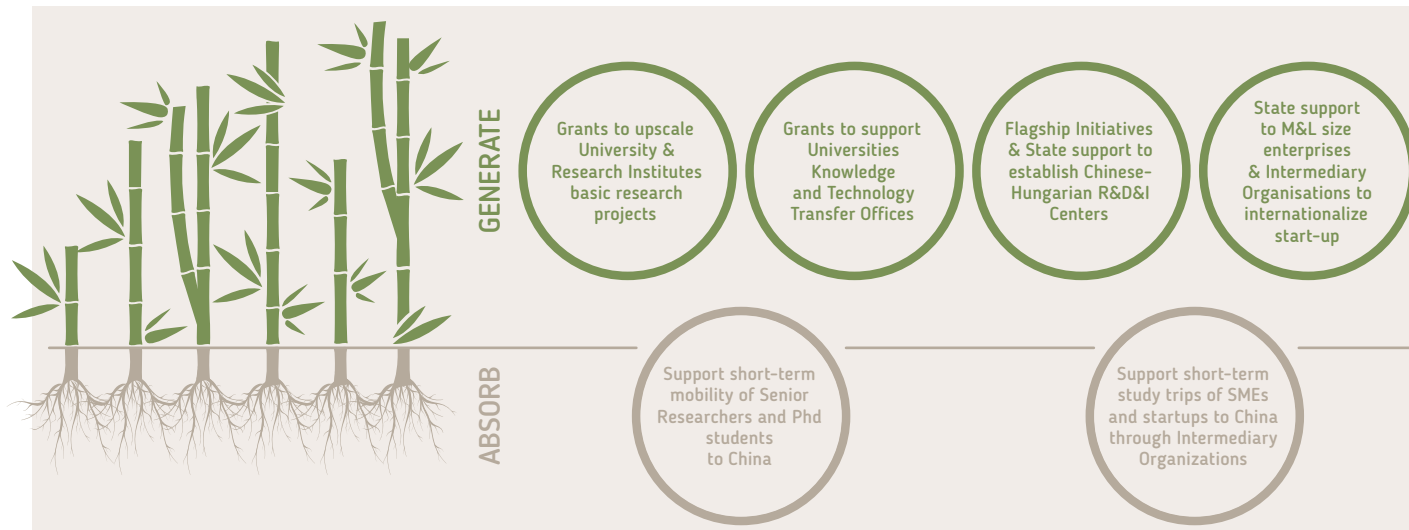 GENERATE
Grants to upscale
University &
Research Institutes
basic research
projects
Grants to support
Universities
Knowledge
and Technology
Transfer Offices
Flagship Initiatives
& State support to
establish Chinese-
Hungarian R&D&I
Centers
State support
to M&L size
enterprises
& Intermediary
Organisations to
internationalize
start-up
ABSORB
Support short-term
mobility of Senior
Researchers and Phd
students
to China
Support short-term
study trips of SMEs
and startups to China
through Intermediary
Organizations